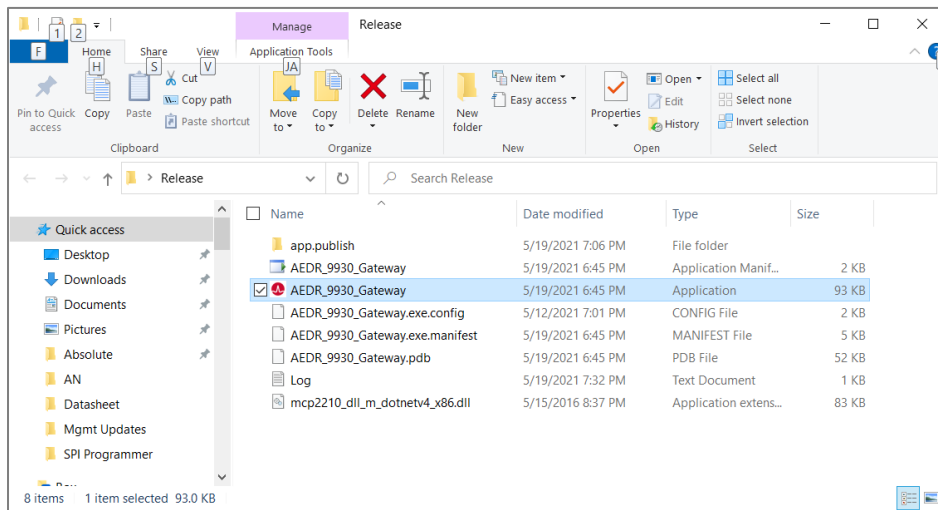 1 2 Manage Release
F Home Share View Application Tools
H S V JA
Pin to Quick access
Copy
Paste
Cut
Copy path
Paste shortcut
Clipboard
Move to
Copy to
Delete
Rename
Organize
New folder
New item
Easy access
New
Properties
Open
Edit
History
Open
Select all
Select none
Invert selection
Select
Release Search Release
Name Date modified Type Size
Quick access
Desktop
Downloads
Documents
Pictures
Absolute
AN
Datasheet
Mgmt Updates
SPI Programmer
app.publish 5/19/2021 7:06 PM File folder
AEDR_9930_Gateway 5/19/2021 6:45 PM Application Manif... 2 KB
AEDR_9930_Gateway 5/19/2021 6:45 PM Application 93 KB
AEDR_9930_Gateway.exe.config 5/12/2021 7:01 PM CONFIG File 2 KB
AEDR_9930_Gateway.exe.manifest 5/19/2021 6:45 PM MANIFEST File 5 KB
AEDR_9930_Gateway.pdb 5/19/2021 6:45 PM PDB File 52 KB
Log 5/19/2021 7:32 PM Text Document 1 KB
mcp2210_dll_m_dotnetv4_x86.dll 5/15/2016 8:37 PM Application extens... 83 KB
8 items 1 item selected 93.0 KB